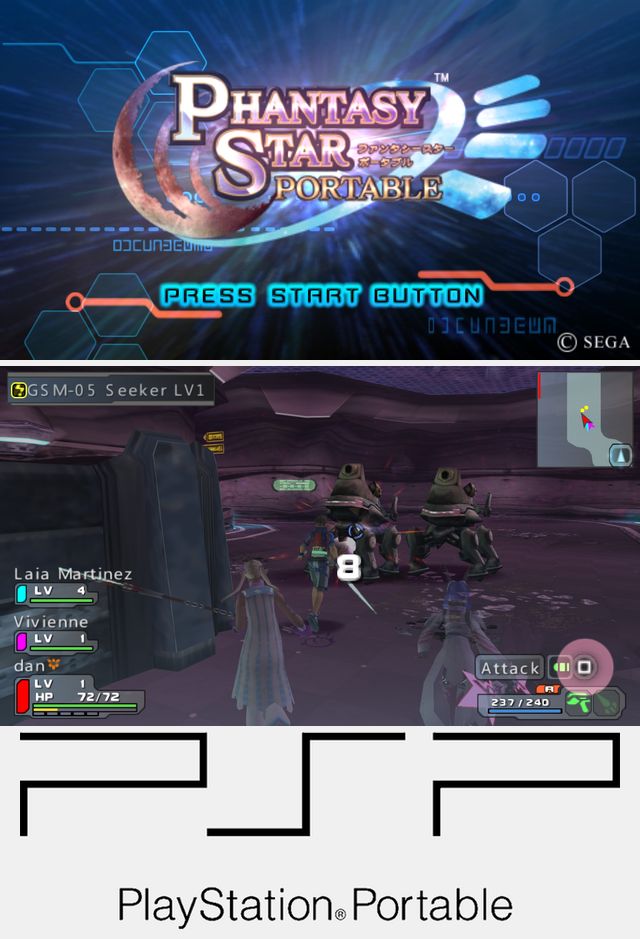 PHANTASY™
STAR ファンタシースター
ポータブル
PORTABLE
PRESS START BUTTON
© SEGA
GSM-05 Seeker LV1
8
Laia Martinez
LV 4
Vivienne
LV 1
dan
LV 1
HP 72/72
Attack
R
237/240
PSP
PlayStation®Portable